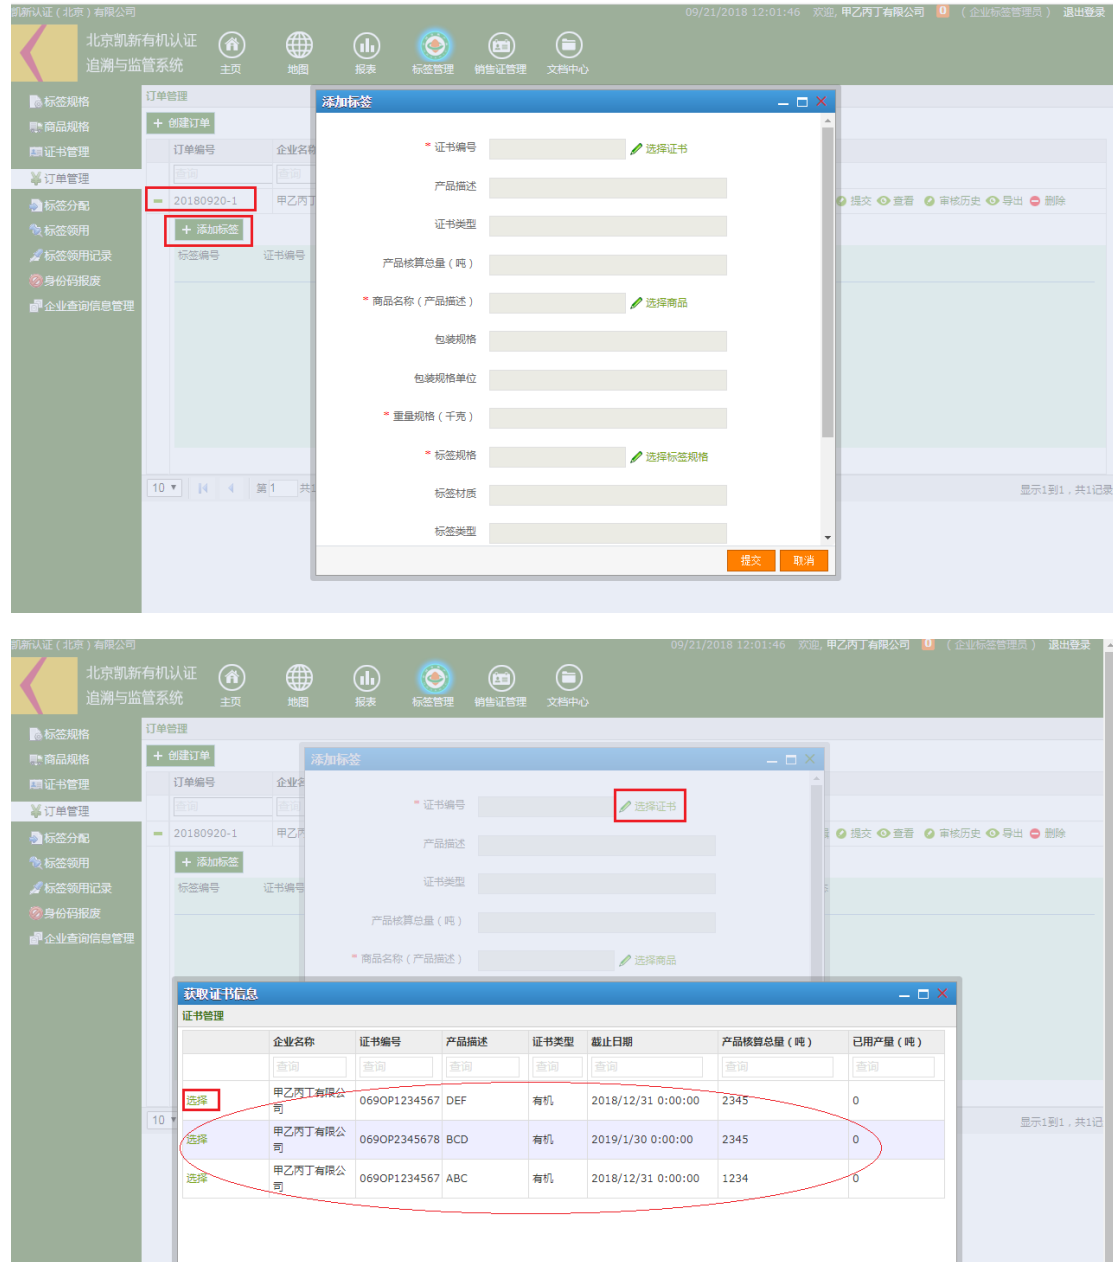 凯新认证（北京）有限公司
09/21/2018 12:01:46 欢迎, 甲乙丙丁有限公司 0 （ 企业标签管理员 ） 退出登录
北京凯新有机认证
追溯与监管系统
主页 地图 报表 标签管理 销售证管理 文档中心
标签规格
商品规格
证书管理
订单管理
标签分配
标签领用
标签领用记录
身份码报废
企业查询信息管理
订单管理
+ 创建订单
订单编号 企业名称
查询 查询
20180920-1 甲乙丙丁
提交 查看 审核历史 导出 删除
+ 添加标签
标签编号 证书编号
10 第 1 共1
显示1到1，共1记录
添加标签
* 证书编号 选择证书
产品描述
证书类型
产品核算总量（吨）
* 商品名称（产品描述） 选择商品
包装规格
包装规格单位
* 重量规格（千克）
* 标签规格 选择标签规格
标签材质
标签类型
提交 取消
凯新认证（北京）有限公司
09/21/2018 12:01:46 欢迎, 甲乙丙丁有限公司 0 （ 企业标签管理员 ） 退出登录
北京凯新有机认证
追溯与监管系统
主页 地图 报表 标签管理 销售证管理 文档中心
标签规格
商品规格
证书管理
订单管理
标签分配
标签领用
标签领用记录
身份码报废
企业查询信息管理
订单管理
+ 创建订单
订单编号 企业名
查询 查询
20180920-1 甲乙丙
提交 查看 审核历史 导出 删除
+ 添加标签
标签编号 证书编号
10
显示1到1，共1记
添加标签
* 证书编号 选择证书
产品描述
证书类型
产品核算总量（吨）
* 商品名称（产品描述） 选择商品
获取证书信息
证书管理
企业名称 证书编号 产品描述 证书类型 截止日期 产品核算总量（吨） 已用产量（吨）
查询 查询 查询 查询 查询 查询 查询
选择 甲乙丙丁有限公司 069OP1234567 DEF 有机 2018/12/31 0:00:00 2345 0
选择 甲乙丙丁有限公司 069OP2345678 BCD 有机 2019/1/30 0:00:00 2345 0
选择 甲乙丙丁有限公司 069OP1234567 ABC 有机 2018/12/31 0:00:00 1234 0